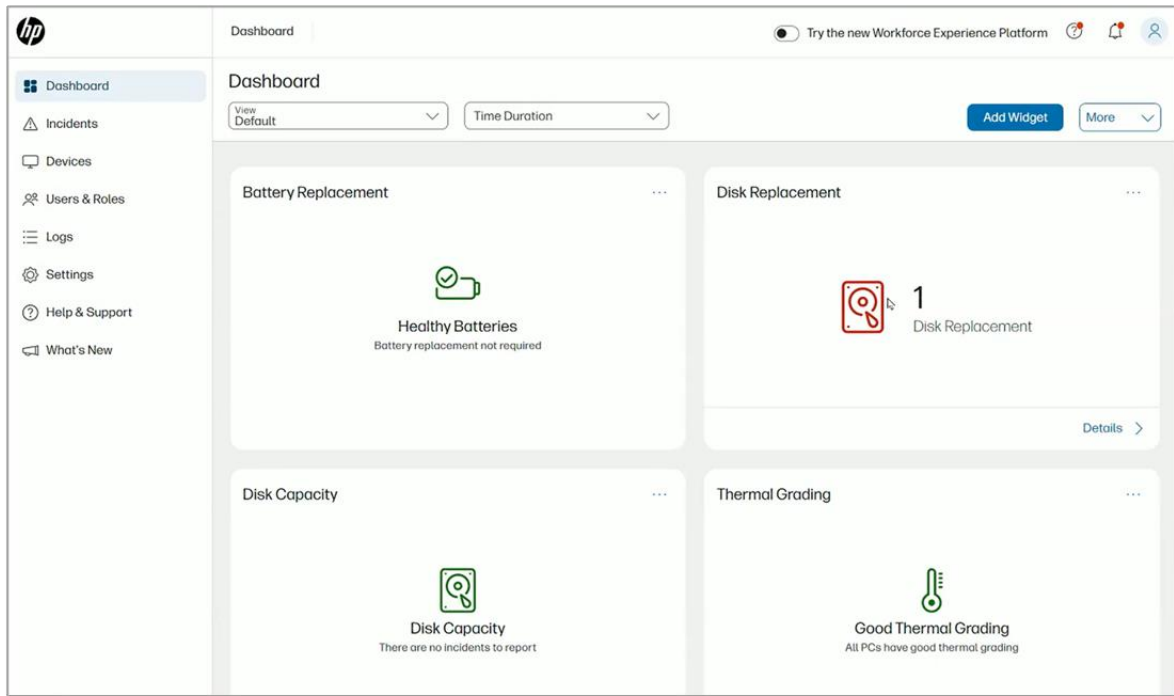 hp
Dashboard
Try the new Workforce Experience Platform
Dashboard
Incidents
Devices
Users & Roles
Logs
Settings
Help & Support
What's New
Dashboard
View
Default
Time Duration
Add Widget
More
Battery Replacement
Healthy Batteries
Battery replacement not required
Disk Replacement
1
Disk Replacement
Details
Disk Capacity
Disk Capacity
There are no incidents to report
Thermal Grading
Good Thermal Grading
All PCs have good thermal grading